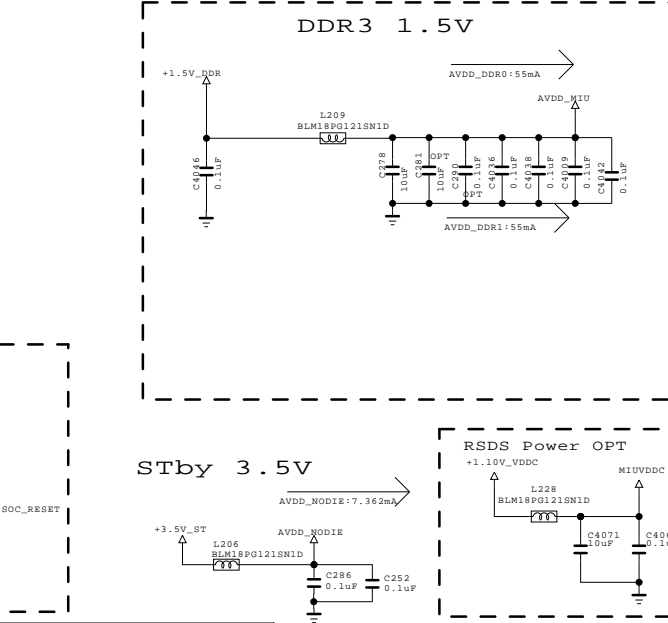 DDR3 1.5V
+1.5V_DDR
AVDD_DDR0:55mA
AVDD_MIU
L209
BLM18PG121SN1D
C4046
0.1uF
C278
10uF
C281
10uF
OPT
C290
0.1uF
OPT
C4036
0.1uF
C4038
0.1uF
C4009
0.1uF
C4042
0.1uF
AVDD_DDR1:55mA
SOC_RESET
STby 3.5V
AVDD_NODIE:7.362mA
+3.5V_ST
AVDD_NODIE
L206
BLM18PG121SN1D
C286
0.1uF
C252
0.1uF
RSDS Power OPT
+1.10V_VDDC
MIUVDDC
L228
BLM18PG121SN1D
C4071
10uF